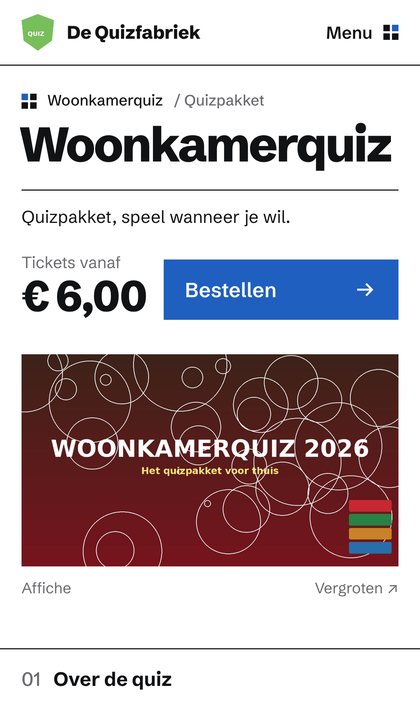 QUIZ De Quizfabriek Menu
Woonkamerquiz / Quizpakket
Woonkamerquiz
Quizpakket, speel wanneer je wil.
Tickets vanaf
€ 6,00
Bestellen →
WOONKAMERQUIZ 2026
Het quizpakket voor thuis
Affiche Vergroten ↗
01 Over de quiz